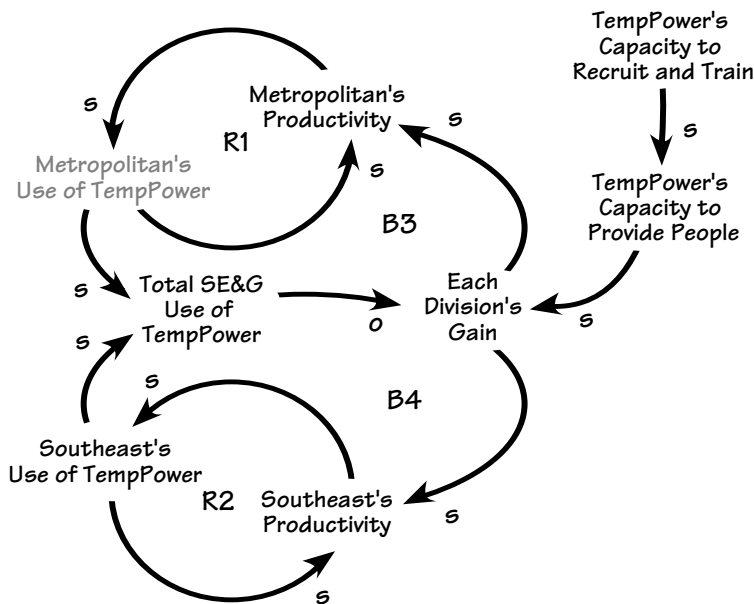 TempPower's
Capacity to
Recruit and Train
s
Metropolitan's
Productivity
s
s
R1
s
Metropolitan's
Use of TempPower
TempPower's
Capacity to
Provide People
B3
s
Total SE&G
Use of
TempPower
o
Each
Division's
Gain
s
s
s
B4
Southeast's
Use of TempPower
R2
Southeast's
Productivity
s
s